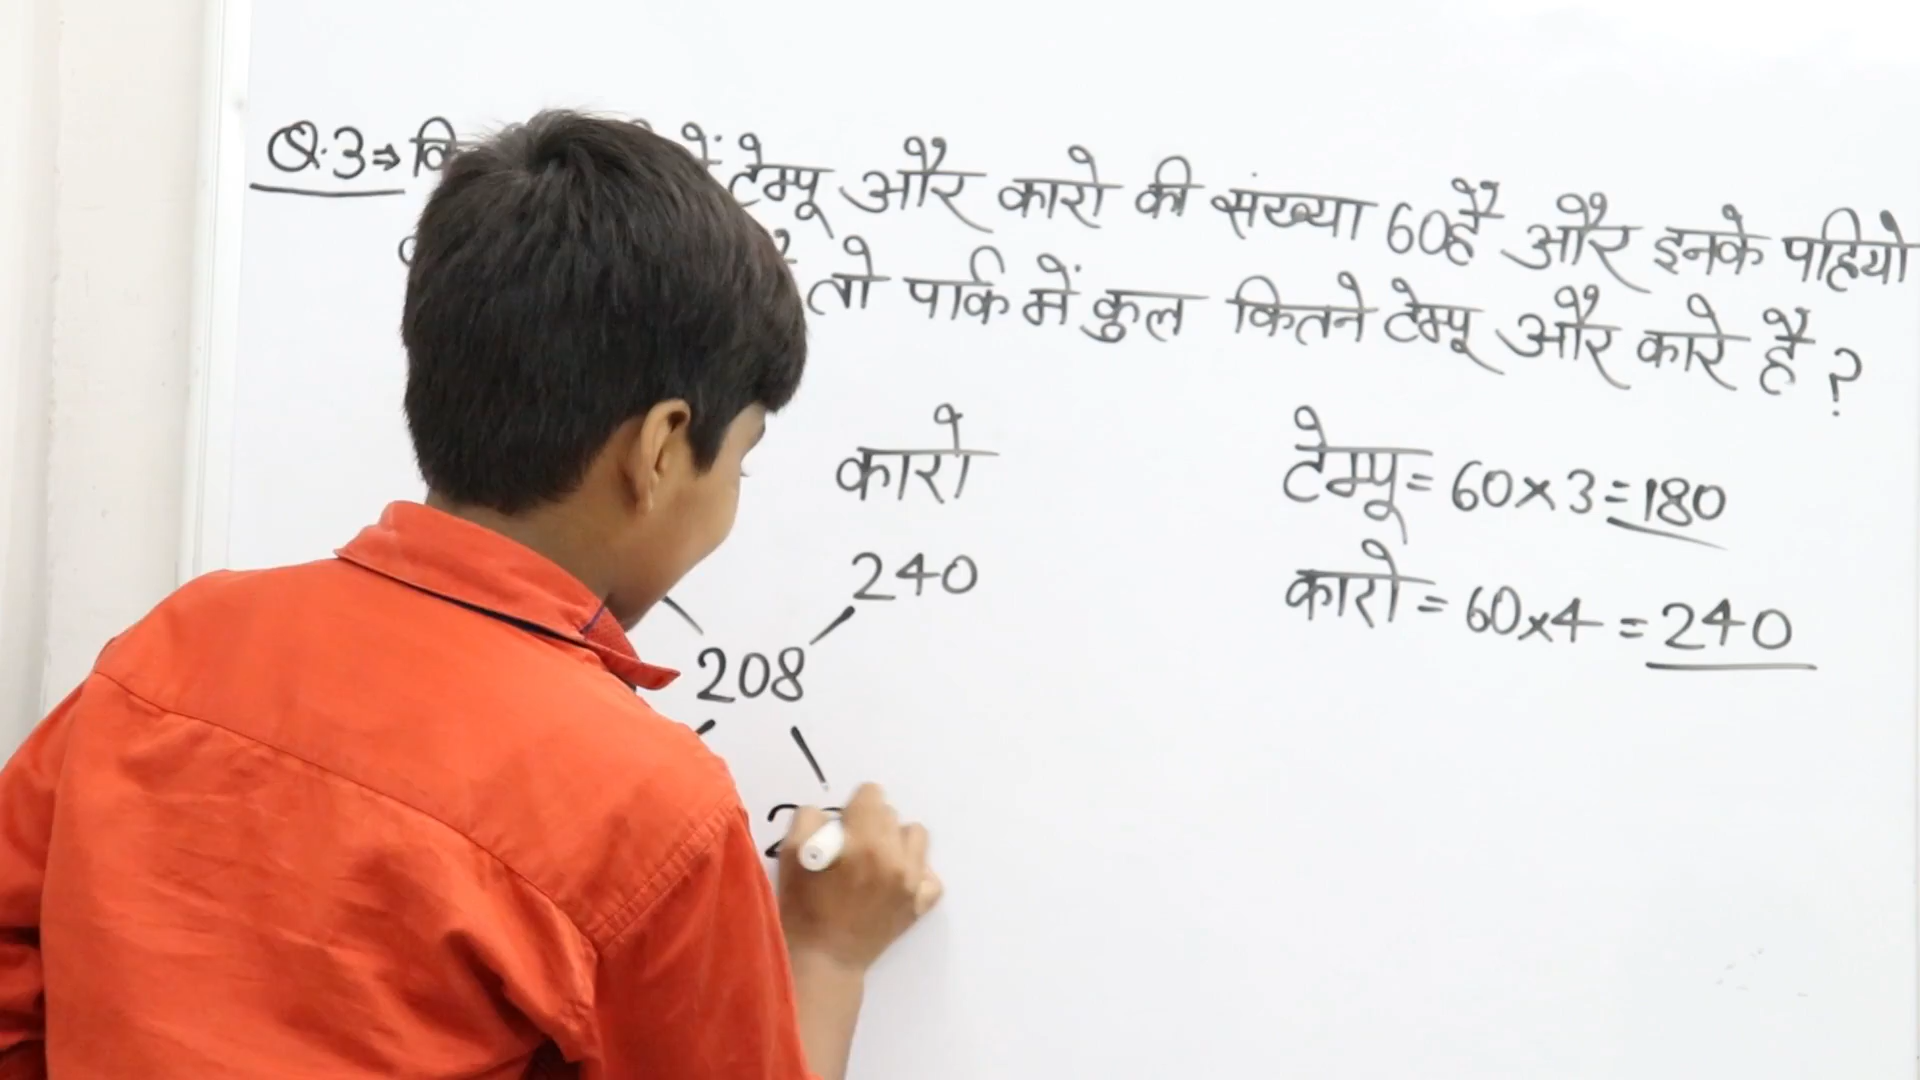 Q.3⇒ टेम्पू और कारो की संख्या 60 है और इनके पहियो
तो पार्क में कुल कितने टेम्पू और कारे है ?
कारो
240
208
टेम्पू = 60×3 = 180
कारो = 60×4 = 240